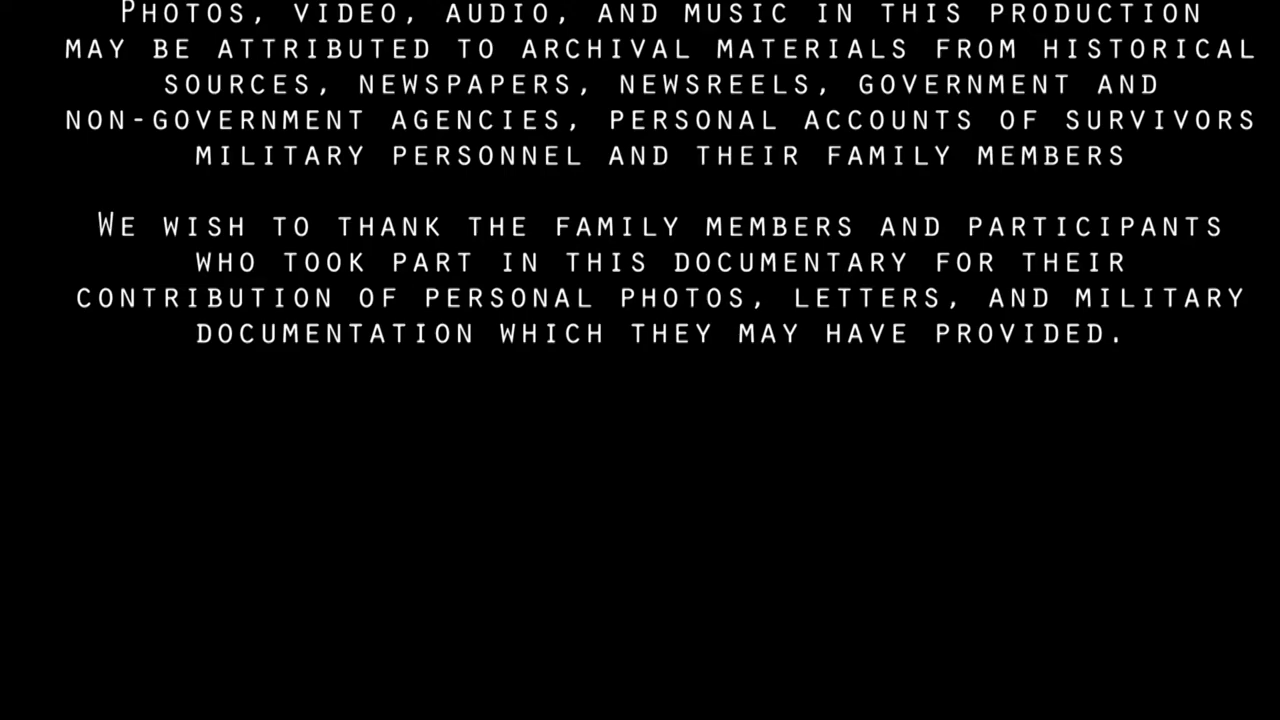 Photos, video, audio, and music in this production
may be attributed to archival materials from historical
sources, newspapers, newsreels, government and
non-government agencies, personal accounts of survivors
military personnel and their family members
We wish to thank the family members and participants
who took part in this documentary for their
contribution of personal photos, letters, and military
documentation which they may have provided.